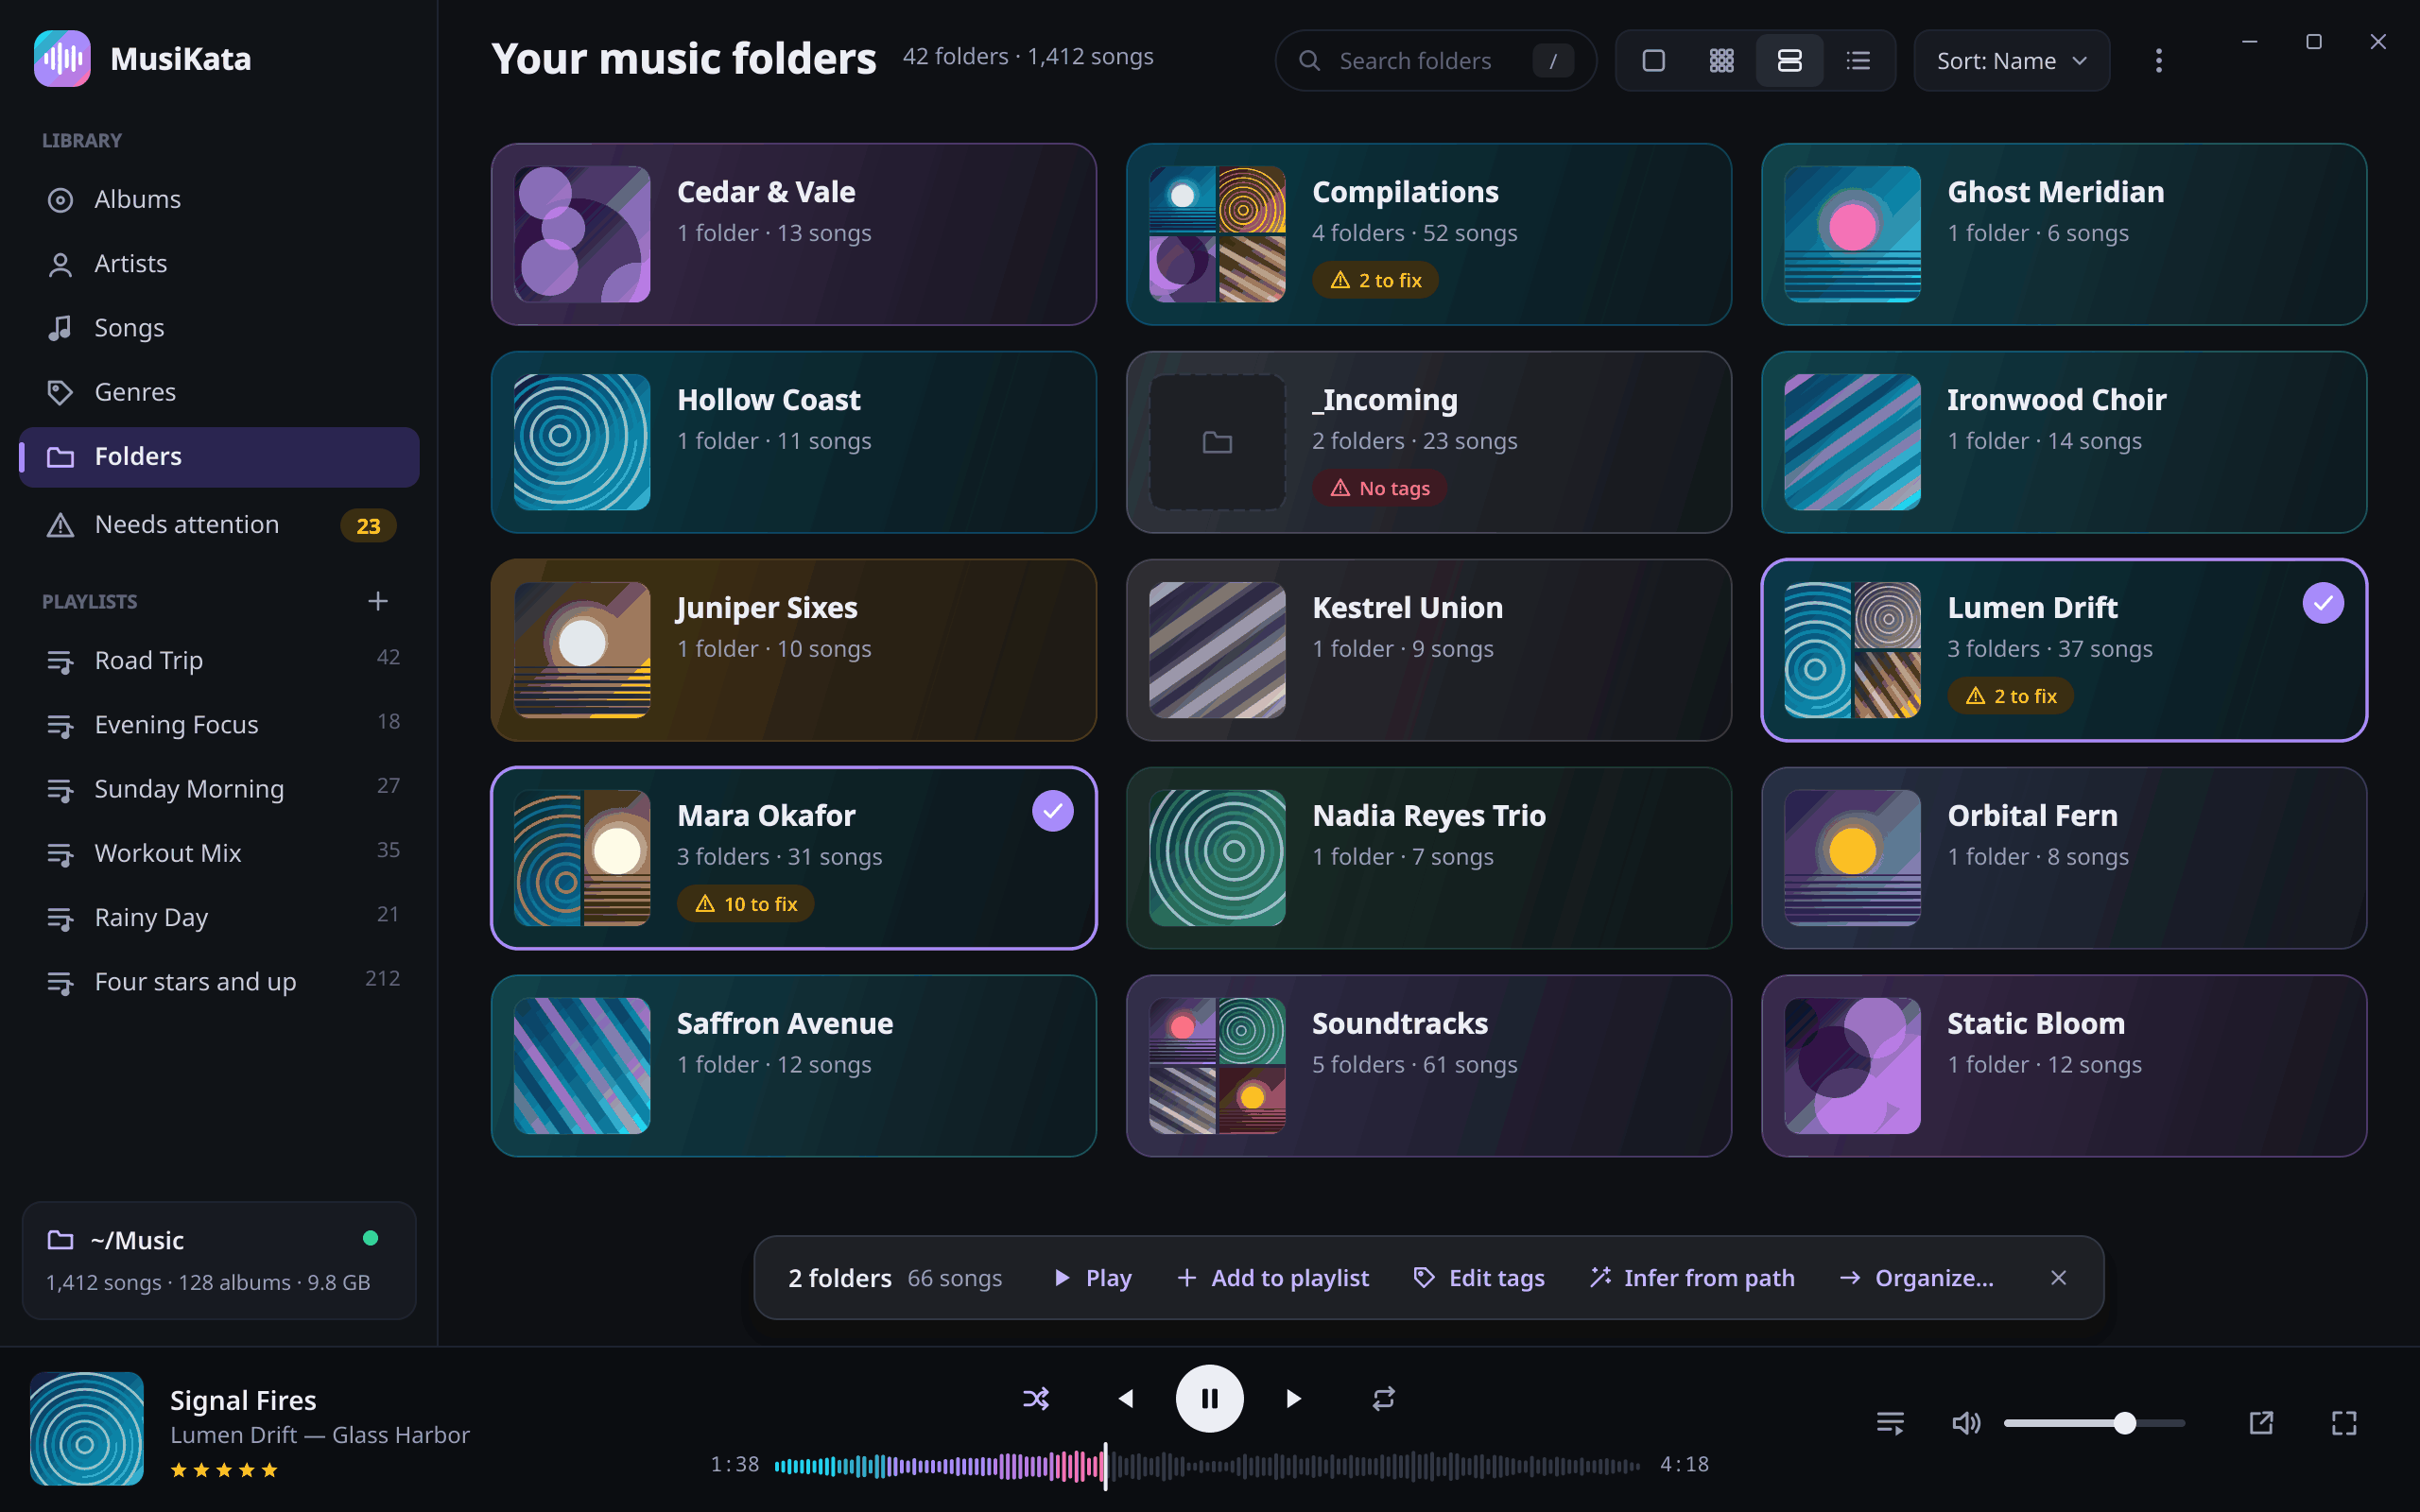 MusiKata
LIBRARY
Albums
Artists
Songs
Genres
Folders
Needs attention 23
PLAYLISTS
Road Trip 42
Evening Focus 18
Sunday Morning 27
Workout Mix 35
Rainy Day 21
Four stars and up 212
~/Music
1,412 songs · 128 albums · 9.8 GB
Your music folders 42 folders · 1,412 songs
Search folders /
Sort: Name
Cedar & Vale
1 folder · 13 songs
Compilations
4 folders · 52 songs
2 to fix
Ghost Meridian
1 folder · 6 songs
Hollow Coast
1 folder · 11 songs
_Incoming
2 folders · 23 songs
No tags
Ironwood Choir
1 folder · 14 songs
Juniper Sixes
1 folder · 10 songs
Kestrel Union
1 folder · 9 songs
Lumen Drift
3 folders · 37 songs
2 to fix
Mara Okafor
3 folders · 31 songs
10 to fix
Nadia Reyes Trio
1 folder · 7 songs
Orbital Fern
1 folder · 8 songs
Saffron Avenue
1 folder · 12 songs
Soundtracks
5 folders · 61 songs
Static Bloom
1 folder · 12 songs
2 folders 66 songs Play Add to playlist Edit tags Infer from path Organize...
Signal Fires
Lumen Drift — Glass Harbor
1:38 4:18